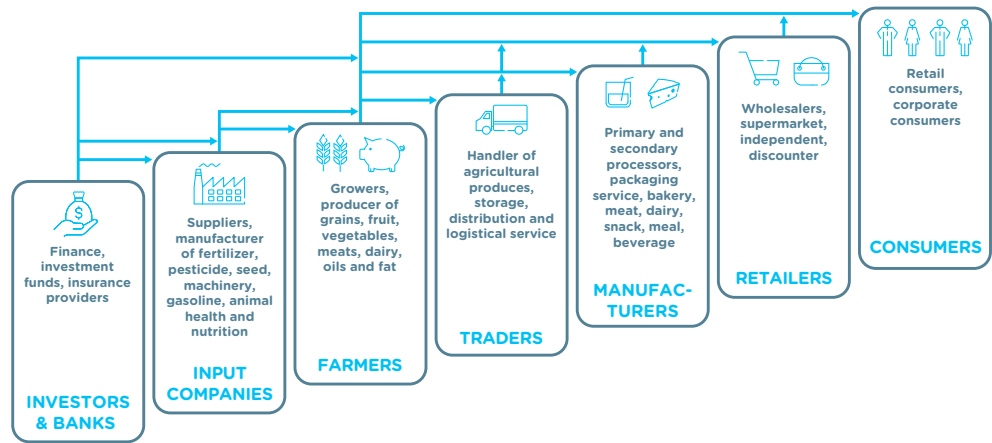 Finance,
investment
funds, insurance
providers
INVESTORS
& BANKS
Suppliers,
manufacturer
of fertilizer,
pesticide, seed,
machinery,
gasoline, animal
health and
nutrition
INPUT
COMPANIES
Growers,
producer of
grains, fruit,
vegetables,
meats, dairy,
oils and fat
FARMERS
Handler of
agricultural
produces,
storage,
distribution and
logistical service
TRADERS
Primary and
secondary
processors,
packaging
service, bakery,
meat, dairy,
snack, meal,
beverage
MANUFAC-
TURERS
Wholesalers,
supermarket,
independent,
discounter
RETAILERS
Retail
consumers,
corporate
consumers
CONSUMERS
$